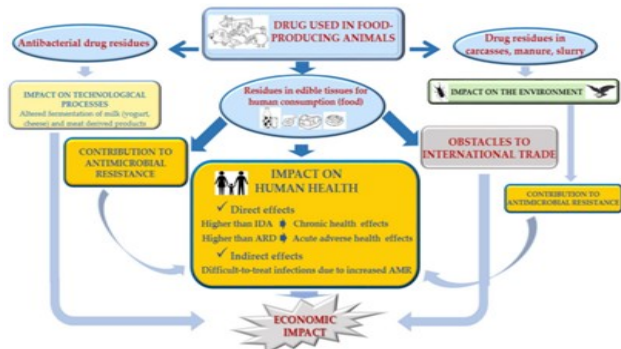 DRUG USED IN FOOD-
PRODUCING ANIMALS
Antibacterial drug residues
Drug residues in
carcasses, manure, slurry
IMPACT ON TECHNOLOGICAL
PROCESSES
Altered fermentation of milk (yogurt,
cheese) and meat derived products
Residues in edible tissues for
human consumption (food)
IMPACT ON THE ENVIRONMENT
CONTRIBUTION TO
ANTIMICROBIAL
RESISTANCE
OBSTACLES TO
INTERNATIONAL TRADE
IMPACT ON
HUMAN HEALTH
✓ Direct effects
Higher than IDA ➧ Chronic health effects
Higher than ARD ➧ Acute adverse health effects
✓ Indirect effects
Difficult-to-treat infections due to increased AMR
CONTRIBUTION TO
ANTIMICROBIAL RESISTANCE
ECONOMIC
IMPACT